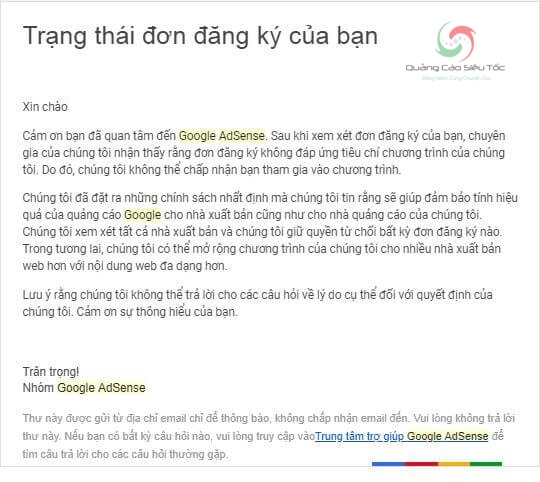 Trạng thái đơn đăng ký của bạn
Quảng Cáo Siêu Tốc
Xin chào
Cảm ơn bạn đã quan tâm đến Google AdSense. Sau khi xem xét đơn đăng ký của bạn, chuyên
gia của chúng tôi nhận thấy rằng đơn đăng ký không đáp ứng tiêu chí chương trình của chúng
tôi. Do đó, chúng tôi không thể chấp nhận bạn tham gia vào chương trình.
Chúng tôi đã đặt ra những chính sách nhất định mà chúng tôi tin rằng sẽ giúp đảm bảo tính hiệu
quả của quảng cáo Google cho nhà xuất bản cũng như cho nhà quảng cáo của chúng tôi.
Chúng tôi xem xét tất cả nhà xuất bản và chúng tôi giữ quyền từ chối bất kỳ đơn đăng ký nào.
Trong tương lai, chúng tôi có thể mở rộng chương trình của chúng tôi cho nhiều nhà xuất bản
web hơn với nội dung web đa dạng hơn.
Lưu ý rằng chúng tôi không thể trả lời cho các câu hỏi về lý do cụ thể đối với quyết định của
chúng tôi. Cảm ơn sự thông hiểu của bạn.
Trân trọng!
Nhóm Google AdSense
Thư này được gửi từ địa chỉ email chỉ để thông báo, không chấp nhận email đến. Vui lòng không trả lời
thư này. Nếu bạn có bất kỳ câu hỏi nào, vui lòng truy cập vàoTrung tâm trợ giúp Google AdSense để
tìm câu trả lời cho các câu hỏi thường gặp.